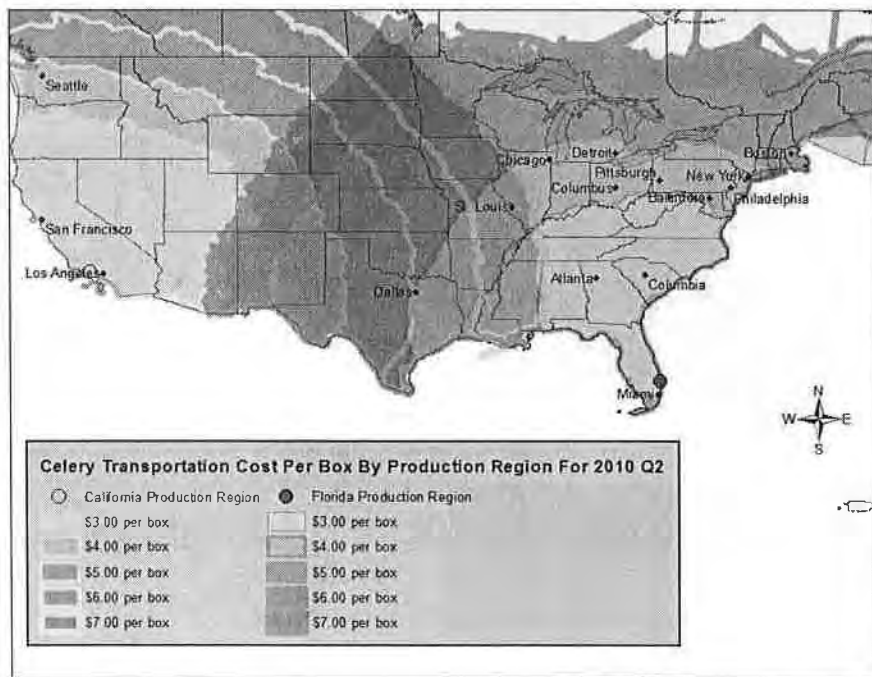 Seattle
Chicago
Detroit
Boston
Pittsburgh
New York
Columbus
Baltimore
Philadelphia
St. Louis
San Francisco
Los Angeles
Dallas
Atlanta
Columbia
Miami
N
W E
S
Celery Transportation Cost Per Box By Production Region For 2010 Q2
California Production Region Florida Production Region
$3.00 per box $3.00 per box
$4.00 per box $4.00 per box
$5.00 per box $5.00 per box
$6.00 per box $6.00 per box
$7.00 per box $7.00 per box